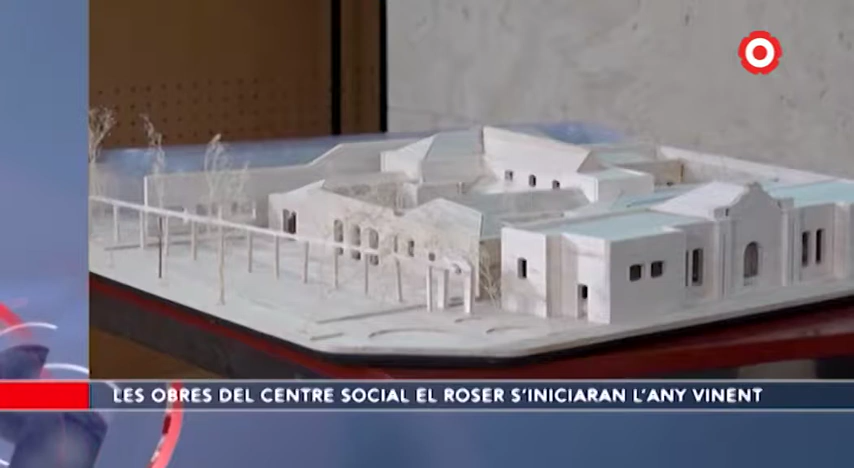 LES OBRES DEL CENTRE SOCIAL EL ROSER S'INICIARAN L'ANY VINENT